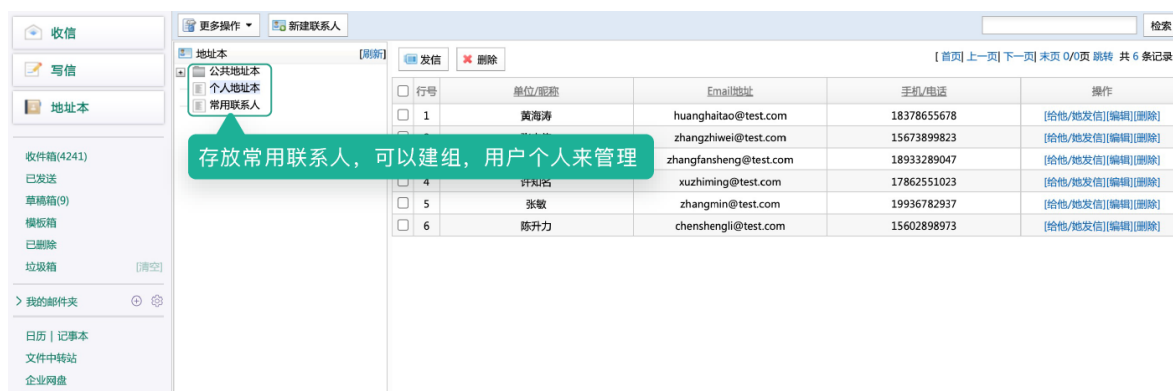 收信
写信
地址本
收件箱(4241)
已发送
草稿箱(9)
模板箱
已删除
垃圾箱 [清空]
我的邮件夹
日历 | 记事本
文件中转站
企业网盘
更多操作 新建联系人 检索
地址本 [刷新]
公共地址本
个人地址本
常用联系人
存放常用联系人，可以建组，用户个人来管理
发信 删除 [ 首页| 上一页| 下一页| 末页 0/0页 跳转 共 6 条记录
行号 单位/昵称 Email地址 手机/电话 操作
1 黄海涛 huanghaitao@test.com 18378655678 [给他/她发信][编辑][删除]
zhangzhiwei@test.com 15673899823 [给他/她发信][编辑][删除]
zhangfansheng@test.com 18933289047 [给他/她发信][编辑][删除]
4 许知名 xuzhiming@test.com 17862551023 [给他/她发信][编辑][删除]
5 张敏 zhangmin@test.com 19936782937 [给他/她发信][编辑][删除]
6 陈升力 chenshengli@test.com 15602898973 [给他/她发信][编辑][删除]